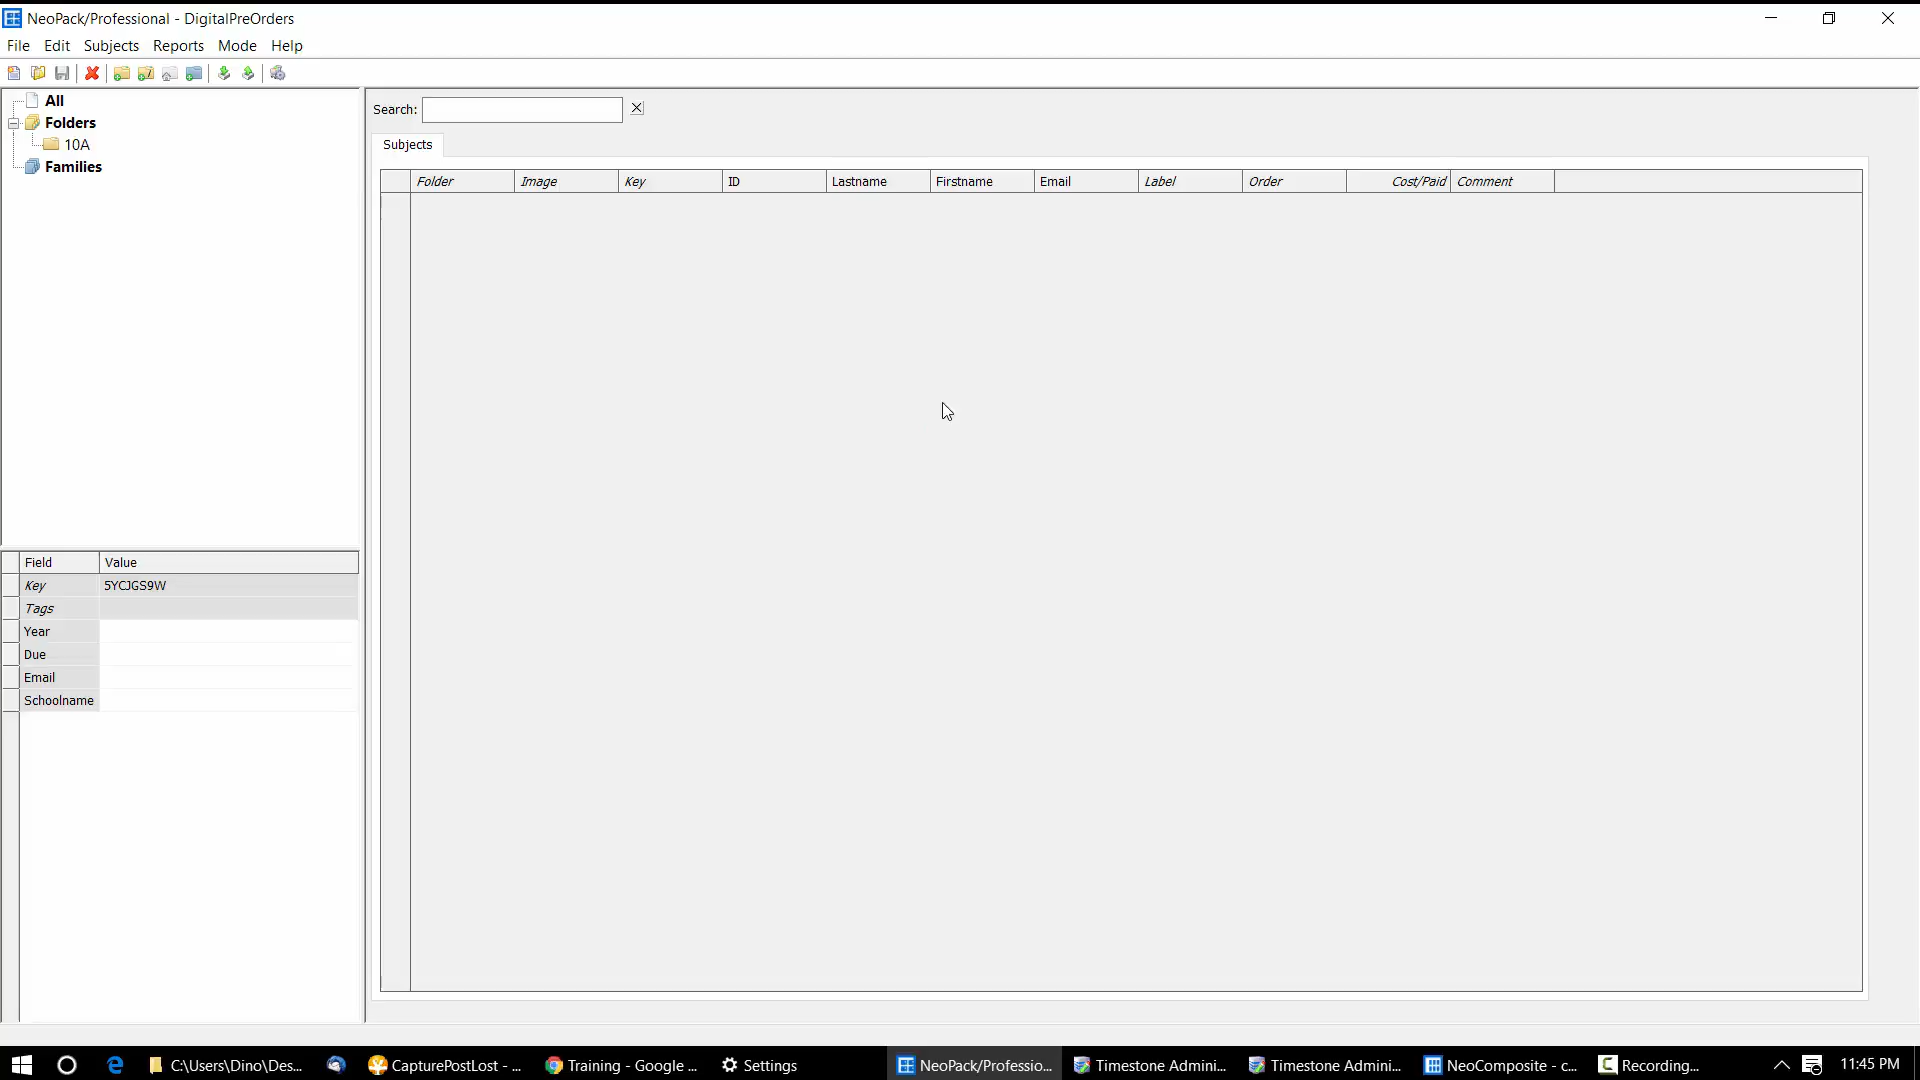 NeoPack/Professional - DigitalPreOrders
File Edit Subjects Reports Mode Help
All
Folders
10A
Families
Search:
Subjects
Folder Image Key ID Lastname Firstname Email Label Order Cost/Paid Comment
Field Value
Key 5YCJGS9W
Tags
Year
Due
Email
Schoolname
C:\Users\Dino\Des... CapturePostLost - ... Training - Google ... Settings NeoPack/Professio... Timestone Admini... Timestone Admini... NeoComposite - c... Recording... 11:45 PM